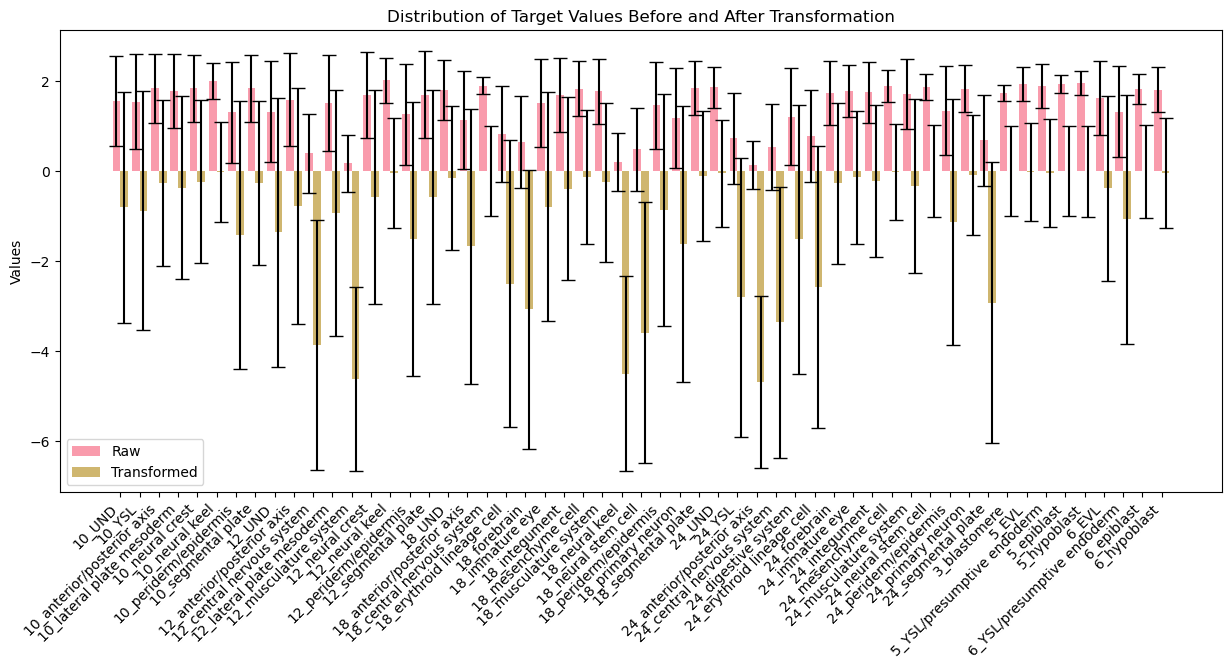 Distribution of Target Values Before and After Transformation
Values
2
0
−2
−4
−6
Raw
Transformed
10_UND
10_YSL
10_anterior/posterior axis
10_lateral plate mesoderm
10_neural crest
10_neural keel
10_periderm/epidermis
10_segmental plate
12_UND
12_anterior/posterior axis
12_central nervous system
12_lateral plate mesoderm
12_musculature system
12_neural crest
12_neural keel
12_periderm/epidermis
12_segmental plate
18_UND
18_anterior/posterior axis
18_central nervous system
18_erythroid lineage cell
18_forebrain
18_immature eye
18_integument
18_mesenchyme cell
18_musculature system
18_neural keel
18_neural stem cell
18_periderm/epidermis
18_primary neuron
18_segmental plate
24_UND
24_YSL
24_anterior/posterior axis
24_central nervous system
24_digestive system
24_erythroid lineage cell
24_forebrain
24_immature eye
24_integument
24_mesenchyme cell
24_musculature system
24_neural stem cell
24_periderm/epidermis
24_primary neuron
24_segmental plate
3_blastomere
5_EVL
5_YSL/presumptive endoderm
5_epiblast
5_hypoblast
6_EVL
6_YSL/presumptive endoderm
6_epiblast
6_hypoblast